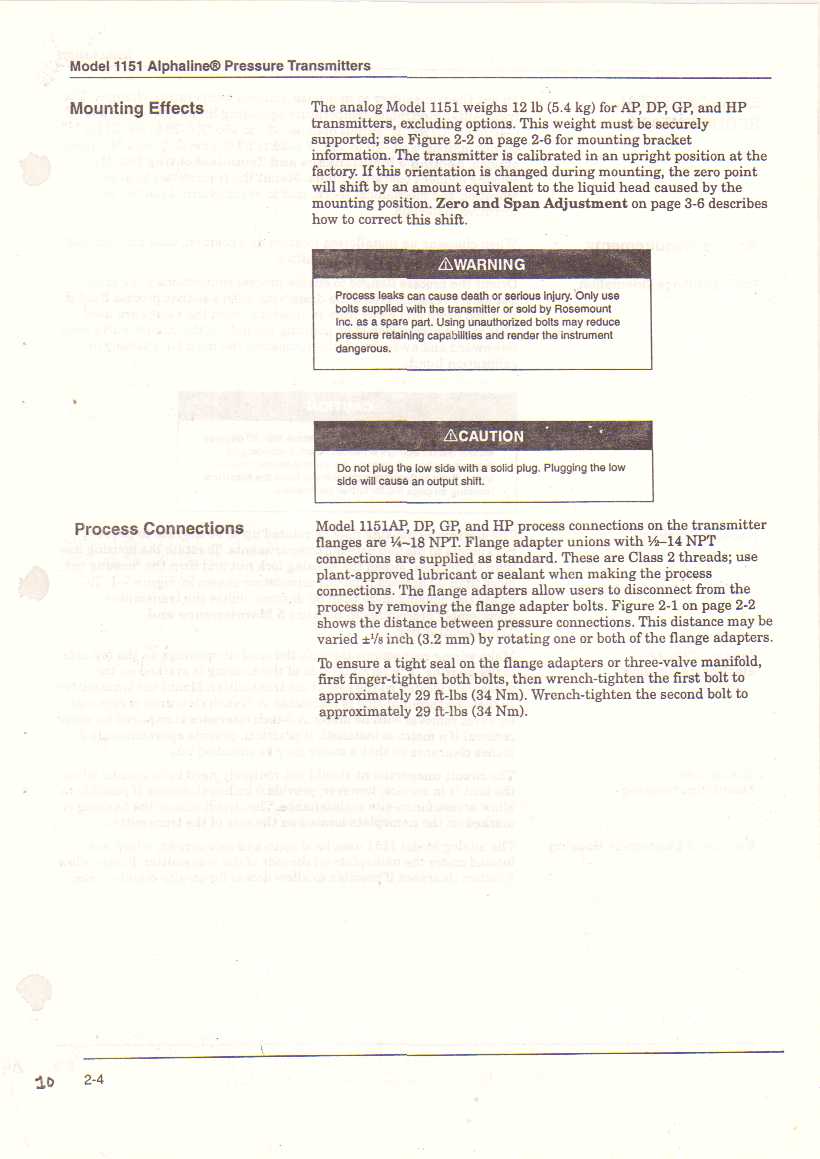 Model 1151 Alphaline® Pressure Transmitters
Mounting Effects
The analog Model 1151 weighs 12 lb (5.4 kg) for AP, DP, GP, and HP
transmitters, excluding options. This weight must be securely
supported; see Figure 2-2 on page 2-6 for mounting bracket
information. The transmitter is calibrated in an upright position at the
factory. If this orientation is changed during mounting, the zero point
will shift by an amount equivalent to the liquid head caused by the
mounting position. Zero and Span Adjustment on page 3-6 describes
how to correct this shift.
⚠WARNING
Process leaks can cause death or serious injury. Only use
bolts supplied with the transmitter or sold by Rosemount
Inc. as a spare part. Using unauthorized bolts may reduce
pressure retaining capabilities and render the instrument
dangerous.
⚠CAUTION
Do not plug the low side with a solid plug. Plugging the low
side will cause an output shift.
Process Connections
Model 1151AP, DP, GP, and HP process connections on the transmitter
flanges are ¼–18 NPT. Flange adapter unions with ½–14 NPT
connections are supplied as standard. These are Class 2 threads; use
plant-approved lubricant or sealant when making the process
connections. The flange adapters allow users to disconnect from the
process by removing the flange adapter bolts. Figure 2-1 on page 2-2
shows the distance between pressure connections. This distance may be
varied ±⅛ inch (3.2 mm) by rotating one or both of the flange adapters.
To ensure a tight seal on the flange adapters or three-valve manifold,
first finger-tighten both bolts, then wrench-tighten the first bolt to
approximately 29 ft-lbs (34 Nm). Wrench-tighten the second bolt to
approximately 29 ft-lbs (34 Nm).
10 2-4